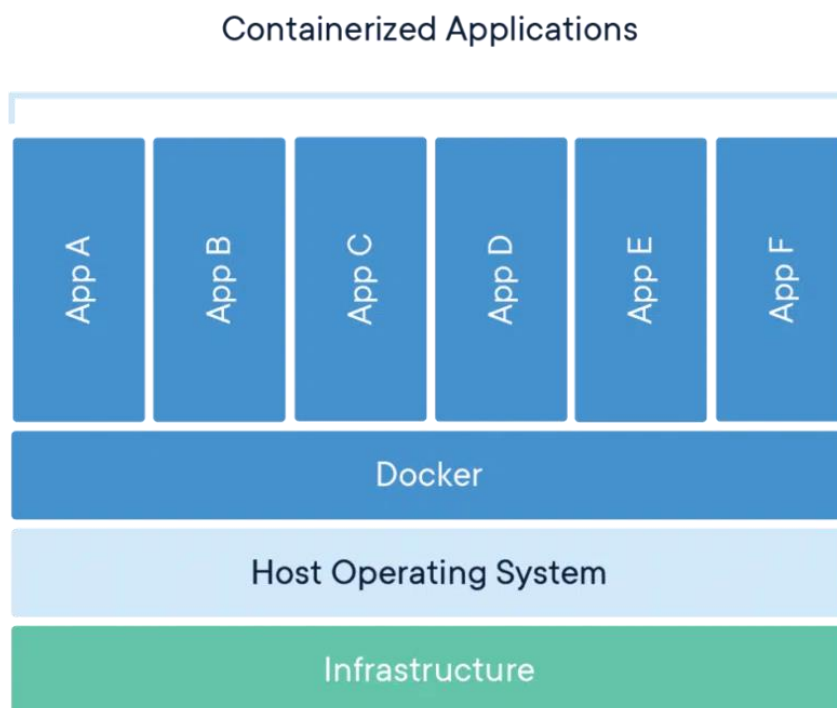 Containerized Applications
App A
App B
App C
App D
App E
App F
Docker
Host Operating System
Infrastructure